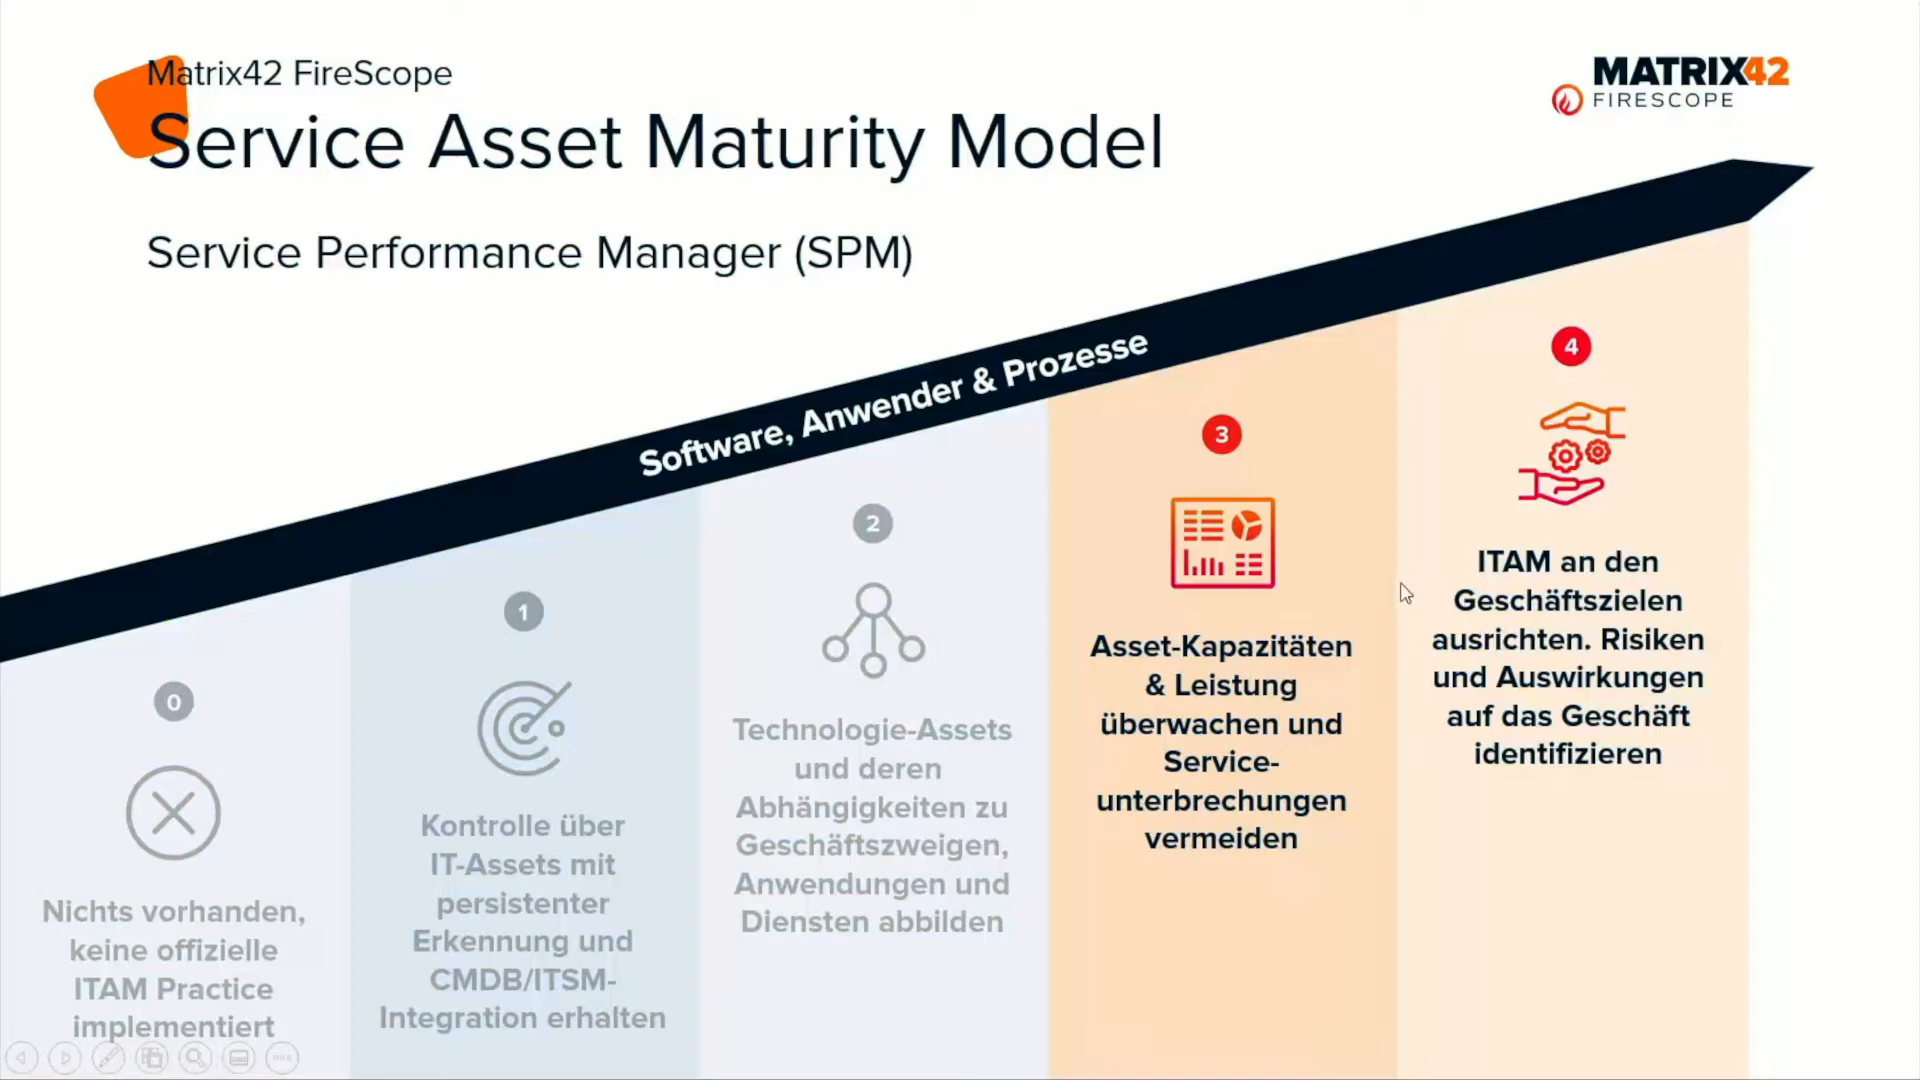 Matrix42 FireScope
Service Asset Maturity Model
Service Performance Manager (SPM)
MATRIX42
FIRESCOPE
Software, Anwender & Prozesse
0
Nichts vorhanden,
keine offizielle
ITAM Practice
implementiert
1
Kontrolle über
IT-Assets mit
persistenter
Erkennung und
CMDB/ITSM-
Integration erhalten
2
Technologie-Assets
und deren
Abhängigkeiten zu
Geschäftszweigen,
Anwendungen und
Diensten abbilden
3
Asset-Kapazitäten
& Leistung
überwachen und
Service-
unterbrechungen
vermeiden
4
ITAM an den
Geschäftszielen
ausrichten. Risiken
und Auswirkungen
auf das Geschäft
identifizieren